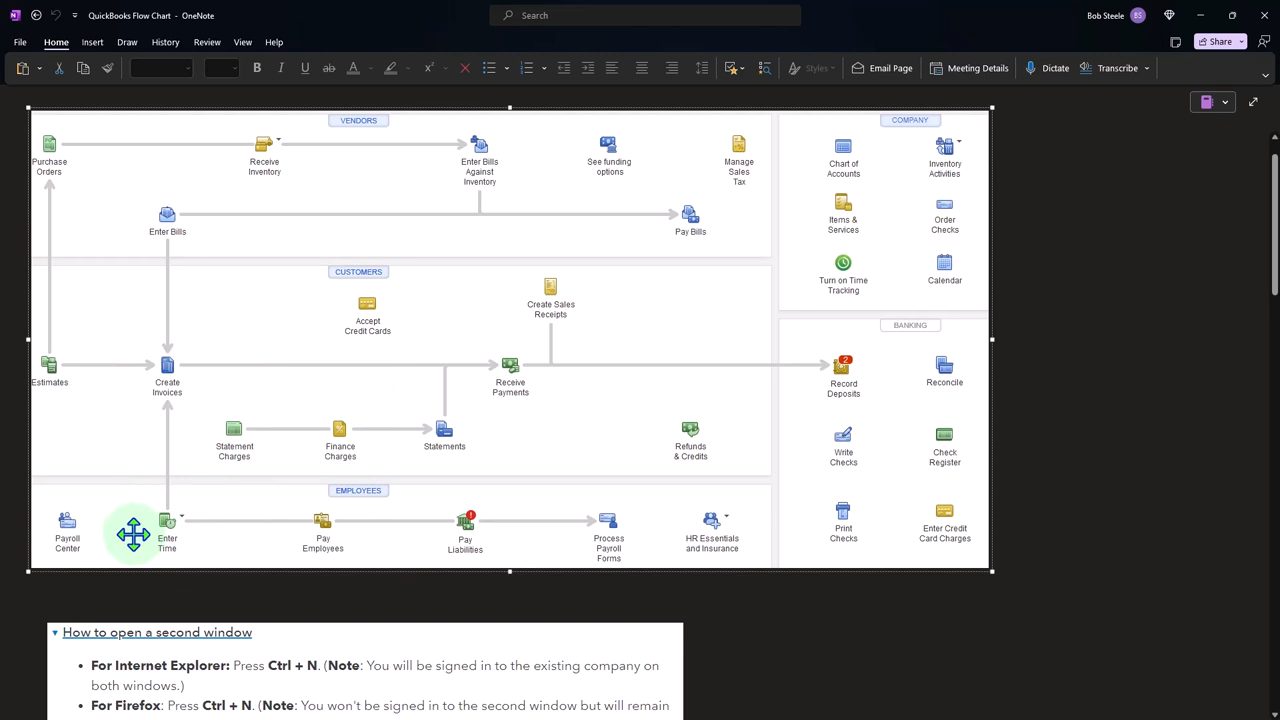 QuickBooks Flow Chart - OneNote
Search
Bob Steele
BS
File
Home
Insert
Draw
History
Review
View
Help
Share
Styles
Email Page
Meeting Details
Dictate
Transcribe
VENDORS
COMPANY
Purchase
Orders
Receive
Inventory
Enter Bills
Against
Inventory
See funding
options
Manage
Sales
Tax
Chart of
Accounts
Inventory
Activities
Enter Bills
Pay Bills
Items &
Services
Order
Checks
CUSTOMERS
Turn on Time
Tracking
Calendar
Accept
Credit Cards
Create Sales
Receipts
BANKING
Estimates
Create
Invoices
Receive
Payments
2
Record
Deposits
Reconcile
Statement
Charges
Finance
Charges
Statements
Refunds
& Credits
Write
Checks
Check
Register
EMPLOYEES
Payroll
Center
Enter
Time
Pay
Employees
Pay
Liabilities
Process
Payroll
Forms
HR Essentials
and Insurance
Print
Checks
Enter Credit
Card Charges
How to open a second window
• For Internet Explorer: Press Ctrl + N. (Note: You will be signed in to the existing company on
both windows.)
• For Firefox: Press Ctrl + N. (Note: You won't be signed in to the second window but will remain